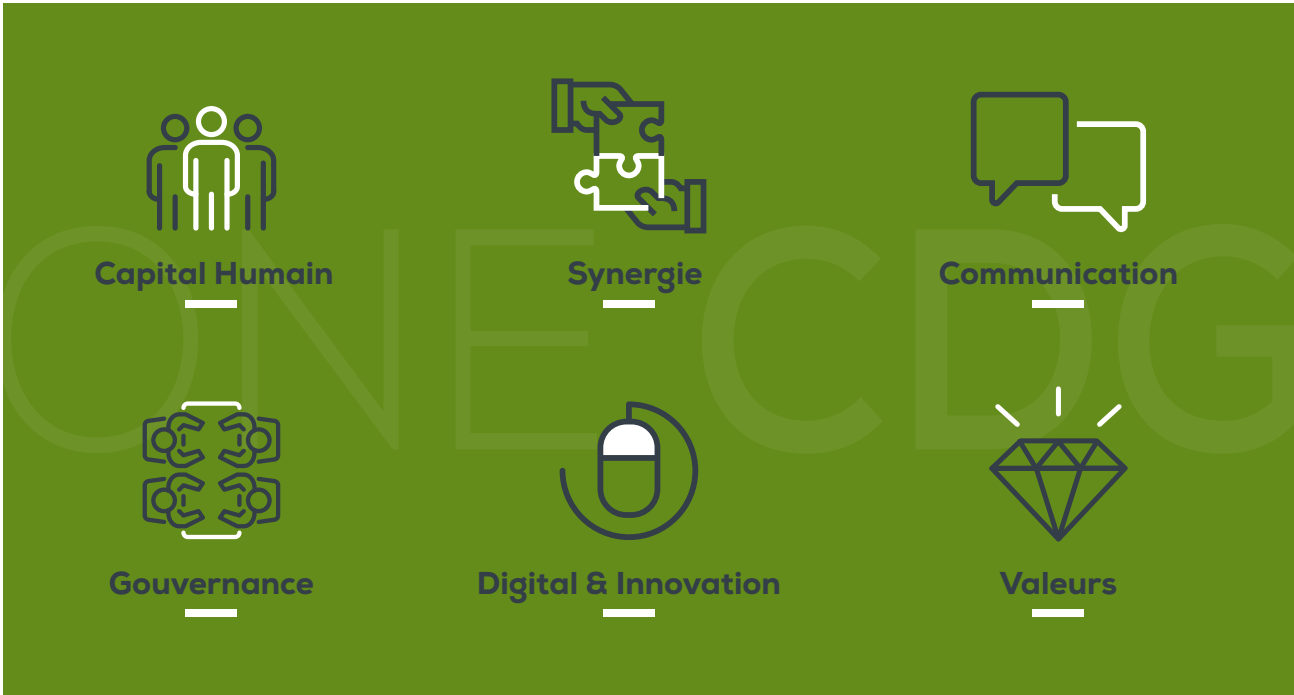 Capital Humain
Synergie
Communication
ONE CDG
Gouvernance
Digital & Innovation
Valeurs